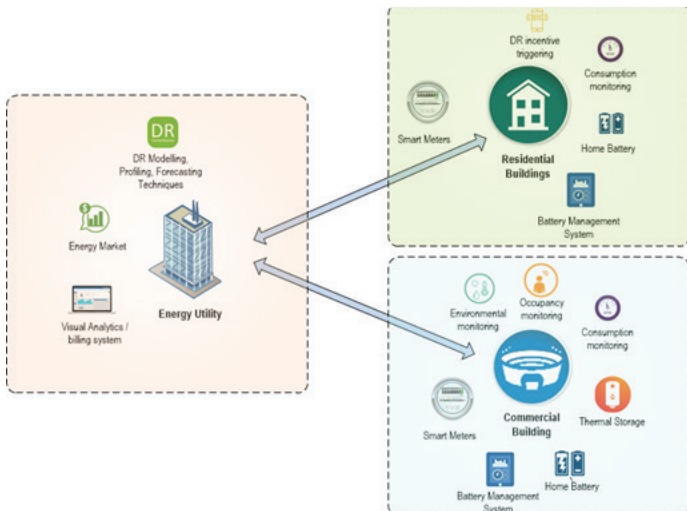 DR
DR Modelling,
Profiling, Forecasting
Techniques
Energy Market
Energy Utility
Visual Analytics /
billing system
DR incentive
triggering
Consumption
monitoring
Smart Meters
Residential
Buildings
Home Battery
Battery Management
System
Environmental
monitoring
Occupancy
monitoring
Consumption
monitoring
Smart Meters
Commercial
Building
Thermal Storage
Battery Management
System
Home Battery